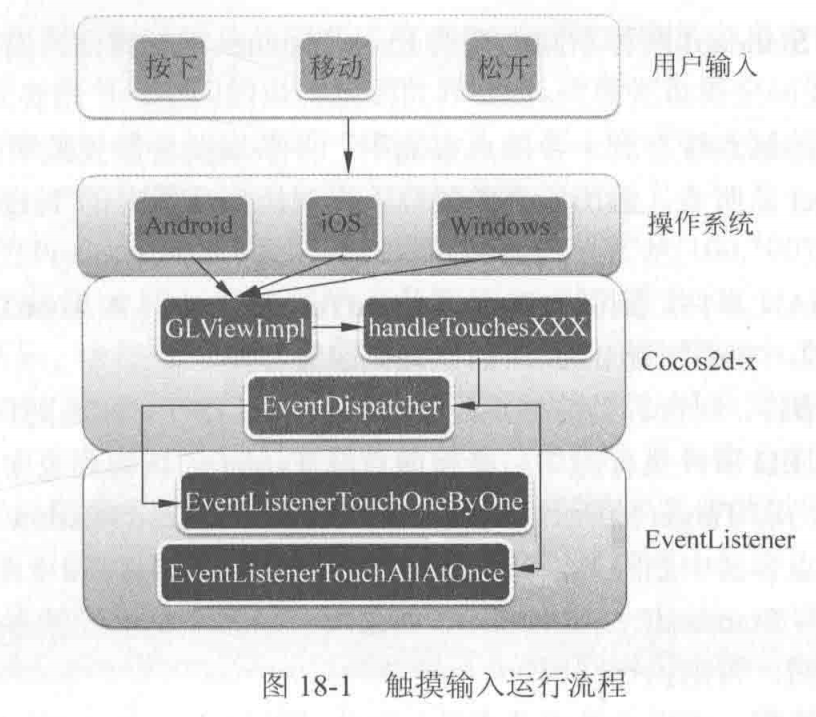 按下 移动 松开 用户输入
Android iOS Windows 操作系统
GLViewImpl handleTouchesXXX
Cocos2d-x
EventDispatcher
EventListenerTouchOneByOne
EventListener
EventListenerTouchAllAtOnce
图 18-1 触摸输入运行流程